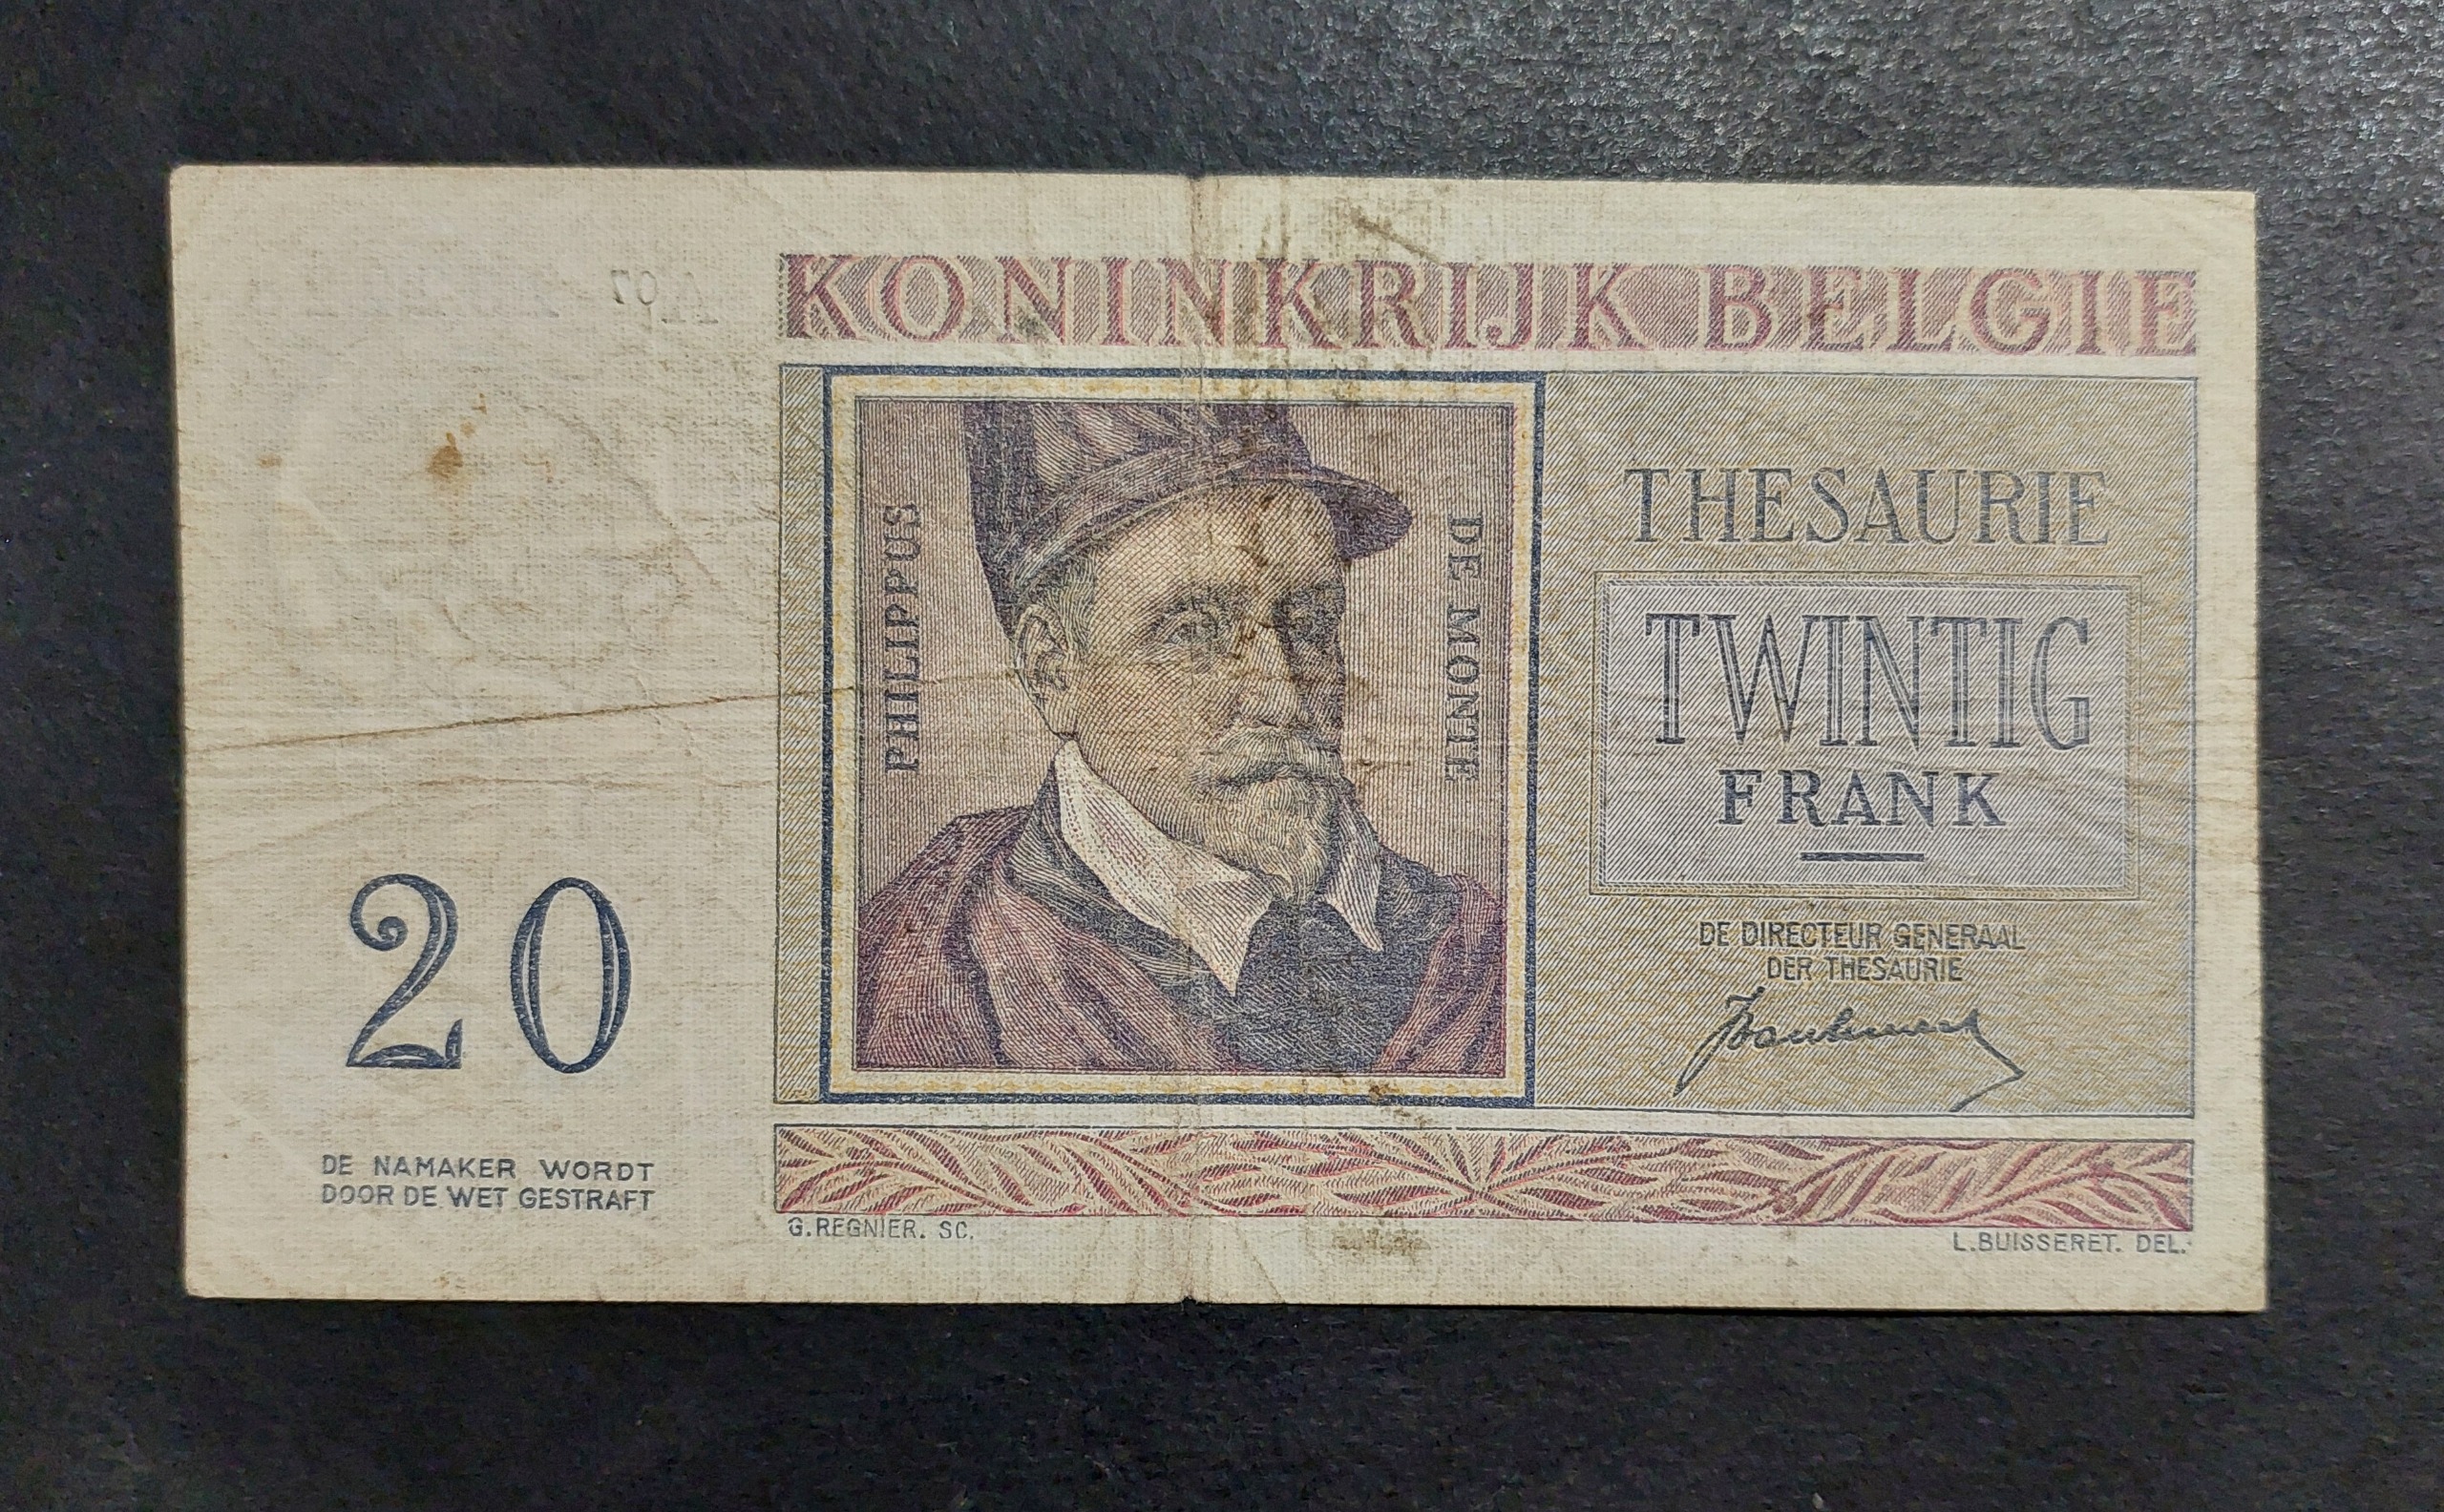 KONINKRIJK BELGIE
PHILIPPUS
DE MONTE
THESAURIE
TWINTIG
FRANK
DE DIRECTEUR GENERAAL
DER THESAURIE
20
DE NAMAKER WORDT
DOOR DE WET GESTRAFT
G.REGNIER. SC.
L.BUISSERET. DEL.